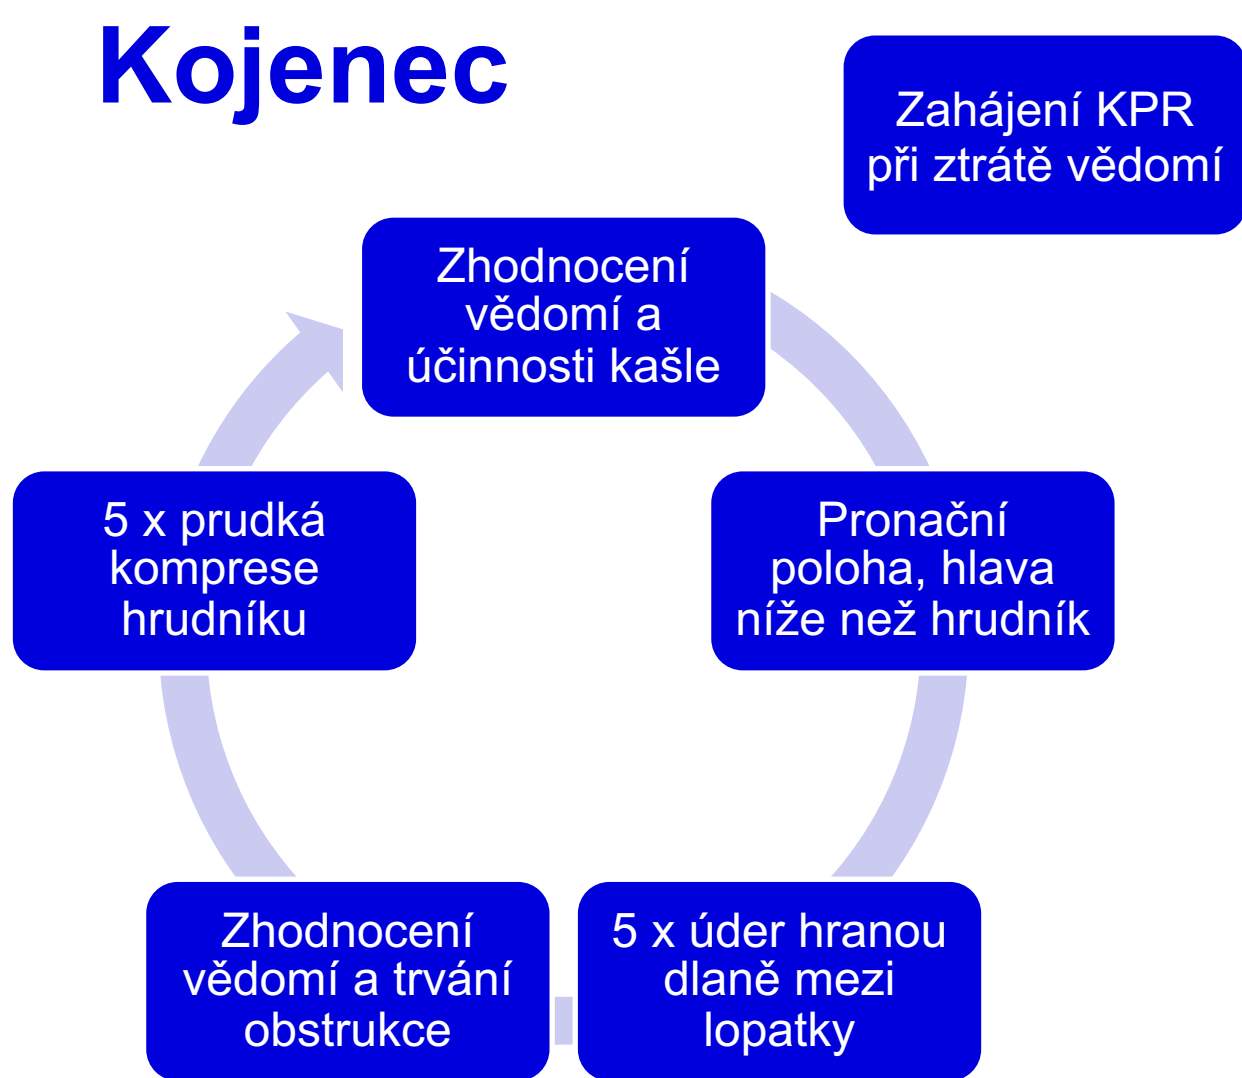 Kojenec
Zahájení KPR
při ztrátě vědomí
Zhodnocení
vědomí a
účinnosti kašle
Pronační
poloha, hlava
níže než hrudník
5 x úder hranou
dlaně mezi
lopatky
Zhodnocení
vědomí a trvání
obstrukce
5 x prudká
komprese
hrudníku